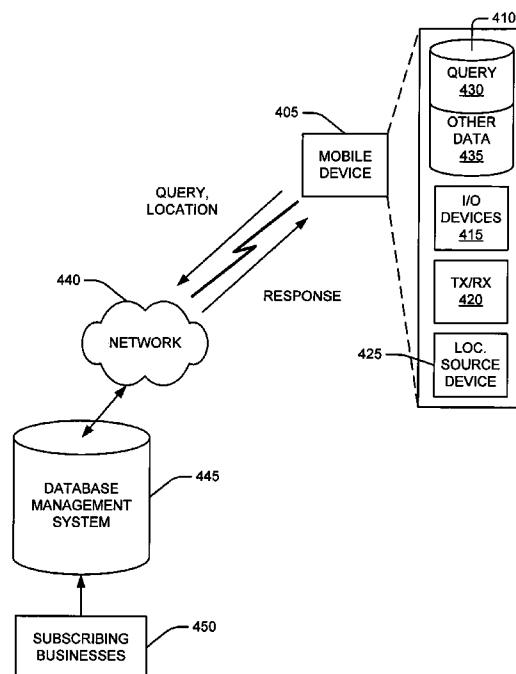 410
QUERY
430
OTHER
DATA
435
405
MOBILE
DEVICE
I/O
DEVICES
415
QUERY,
LOCATION
TX/RX
420
RESPONSE
440
NETWORK
425
LOC.
SOURCE
DEVICE
445
DATABASE
MANAGEMENT
SYSTEM
450
SUBSCRIBING
BUSINESSES